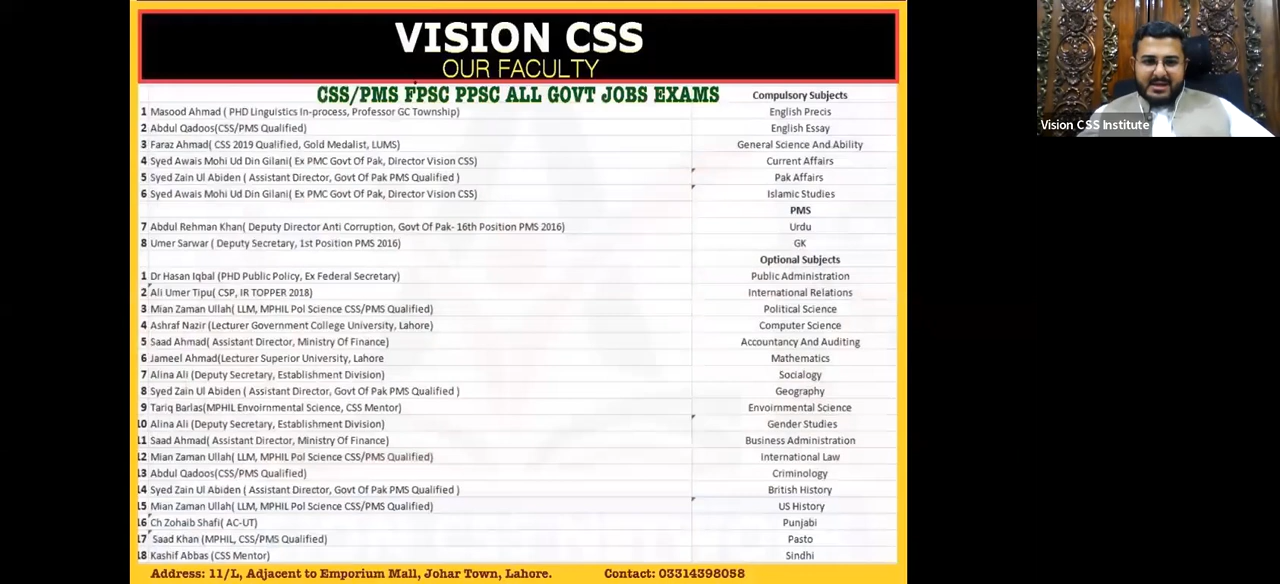 VISION CSS
OUR FACULTY
CSS/PMS FPSC PPSC ALL GOVT JOBS EXAMS
Compulsory Subjects
1 Masood Ahmad ( PHD Linguistics In-process, Professor GC Township) English Precis
2 Abdul Qadoos(CSS/PMS Qualified) English Essay
3 Faraz Ahmad( CSS 2019 Qualified, Gold Medalist, LUMS) General Science And Ability
4 Syed Awais Mohi Ud Din Gilani( Ex PMC Govt Of Pak, Director Vision CSS) Current Affairs
5 Syed Zain Ul Abiden ( Assistant Director, Govt Of Pak PMS Qualified ) Pak Affairs
6 Syed Awais Mohi Ud Din Gilani( Ex PMC Govt Of Pak, Director Vision CSS) Islamic Studies
PMS
7 Abdul Rehman Khan( Deputy Director Anti Corruption, Govt Of Pak- 16th Position PMS 2016) Urdu
8 Umer Sarwar ( Deputy Secretary, 1st Position PMS 2016) GK
Optional Subjects
1 Dr Hasan Iqbal (PHD Public Policy, Ex Federal Secretary) Public Administration
2 Ali Umer Tipu( CSP, IR TOPPER 2018) International Relations
3 Mian Zaman Ullah( LLM, MPHIL Pol Science CSS/PMS Qualified) Political Science
4 Ashraf Nazir (Lecturer Government College University, Lahore) Computer Science
5 Saad Ahmad( Assistant Director, Ministry Of Finance) Accountancy And Auditing
6 Jameel Ahmad(Lecturer Superior University, Lahore Mathematics
7 Alina Ali (Deputy Secretary, Establishment Division) Socialogy
8 Syed Zain Ul Abiden ( Assistant Director, Govt Of Pak PMS Qualified ) Geography
9 Tariq Barlas(MPHIL Envoirnmental Science, CSS Mentor) Envoirnmental Science
10 Alina Ali (Deputy Secretary, Establishment Division) Gender Studies
11 Saad Ahmad( Assistant Director, Ministry Of Finance) Business Administration
12 Mian Zaman Ullah( LLM, MPHIL Pol Science CSS/PMS Qualified) International Law
13 Abdul Qadoos(CSS/PMS Qualified) Criminology
14 Syed Zain Ul Abiden ( Assistant Director, Govt Of Pak PMS Qualified ) British History
15 Mian Zaman Ullah( LLM, MPHIL Pol Science CSS/PMS Qualified) US History
16 Ch Zohaib Shafi( AC-UT) Punjabi
17 Saad Khan (MPHIL, CSS/PMS Qualified) Pasto
18 Kashif Abbas (CSS Mentor) Sindhi
Address: 11/L, Adjacent to Emporium Mall, Johar Town, Lahore. Contact: 03314398058
Vision CSS Institute